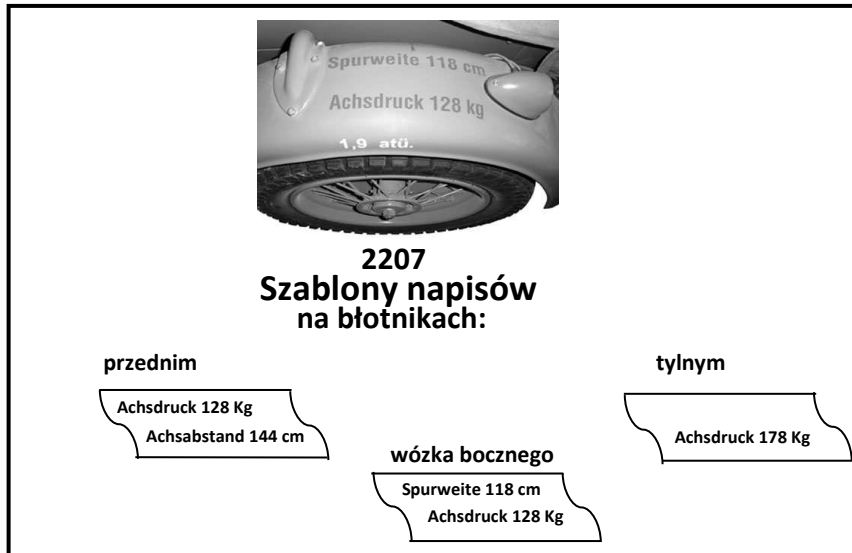 Spurweite 118 cm
Achsdruck 128 kg
1,9 atü.
2207
Szablony napisów
na błotnikach:
przednim
Achsdruck 128 Kg
Achsabstand 144 cm
tylnym
Achsdruck 178 Kg
wózka bocznego
Spurweite 118 cm
Achsdruck 128 Kg